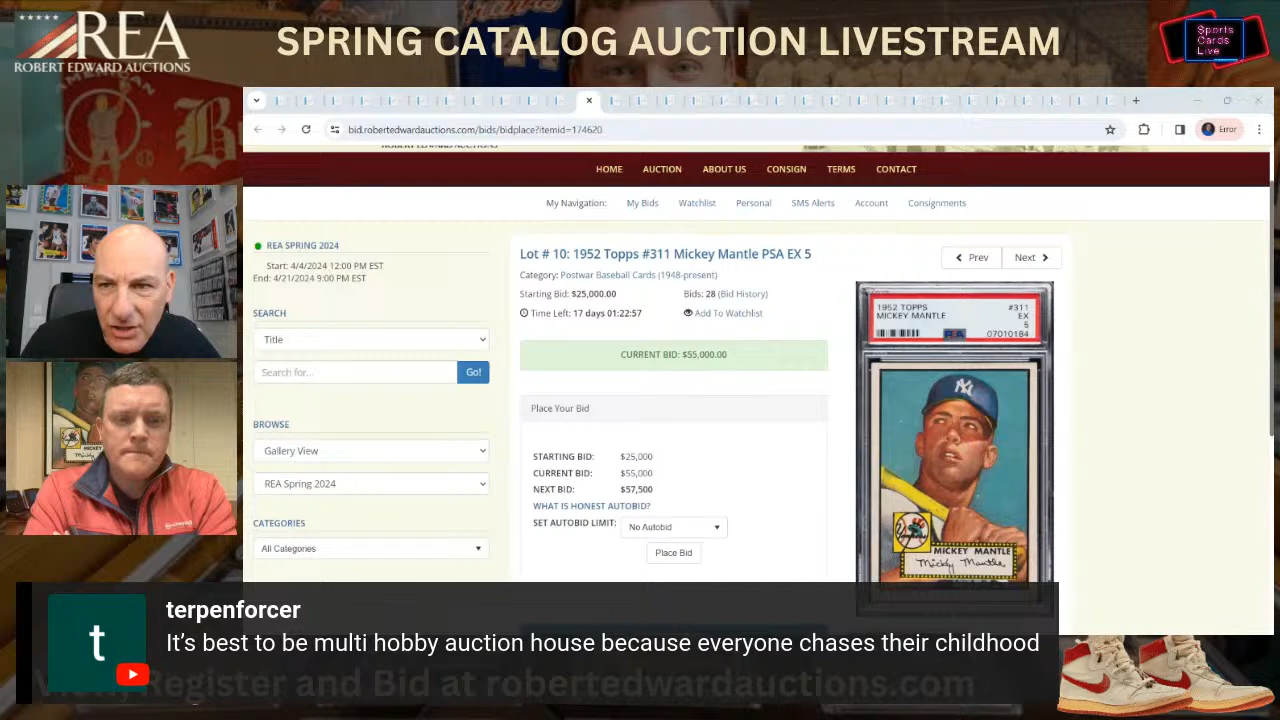 REA
ROBERT EDWARD AUCTIONS
SPRING CATALOG AUCTION LIVESTREAM
Sports
Cards
Live
bid.robertedwardauctions.com/bids/bidplace?itemid=174620
Error
HOME AUCTION ABOUT US CONSIGN TERMS CONTACT
My Navigation: My Bids Watchlist Personal SMS Alerts Account Consignments
REA SPRING 2024
Start: 4/4/2024 12:00 PM EST
End: 4/21/2024 9:00 PM EST
SEARCH
Title
Search for...
Go!
BROWSE
Gallery View
REA Spring 2024
CATEGORIES
All Categories
Lot # 10: 1952 Topps #311 Mickey Mantle PSA EX 5
Prev Next
Category: Postwar Baseball Cards (1948-present)
Starting Bid: $25,000.00 Bids: 28 (Bid History)
Time Left: 17 days 01:22:57 Add To Watchlist
CURRENT BID: $55,000.00
Place Your Bid
STARTING BID: $25,000
CURRENT BID: $55,000
NEXT BID: $57,500
WHAT IS HONEST AUTOBID?
SET AUTOBID LIMIT: No Autobid
Place Bid
1952 TOPPS #311
MICKEY MANTLE EX
5
07010184
MICKEY MANTLE
Mickey Mantle
MICKEY
MANTLE
t
terpenforcer
It's best to be multi hobby auction house because everyone chases their childhood
View, Register and Bid at robertedwardauctions.com